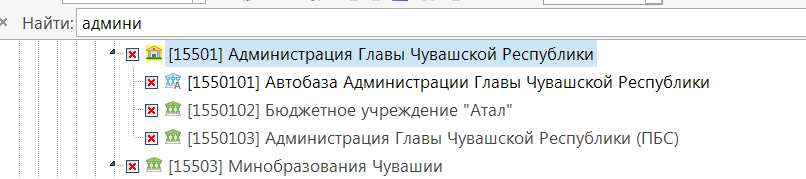 Найти: админи
[15501] Администрация Главы Чувашской Республики
[1550101] Автобаза Администрации Главы Чувашской Республики
[1550102] Бюджетное учреждение "Атал"
[1550103] Администрация Главы Чувашской Республики (ПБС)
[15503] Минобразования Чувашии